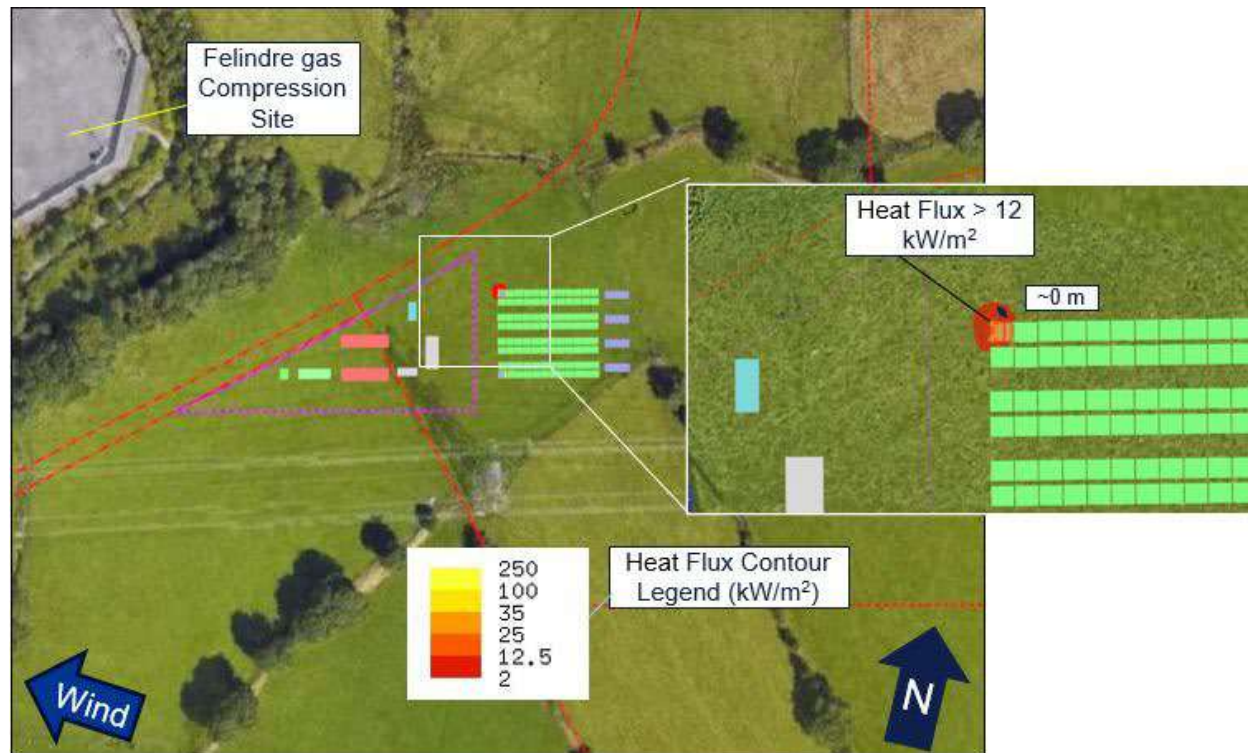 Felindre gas
Compression
Site
Heat Flux > 12
kW/m²
~0 m
250
100
35
25
12.5
2
Heat Flux Contour
Legend (kW/m²)
Wind
N